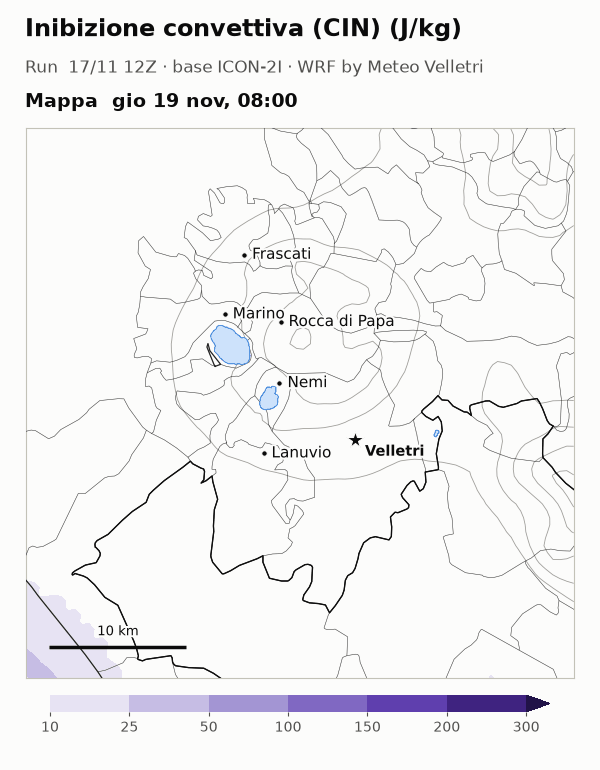 Inibizione convettiva (CIN) (J/kg)
Run  17/11 12Z · base ICON-2I · WRF by Meteo Velletri
Mappa  gio 19 nov, 08:00
Frascati
Marino
Rocca di Papa
Nemi
Velletri
Lanuvio
10 km
10 25 50 100 150 200 300